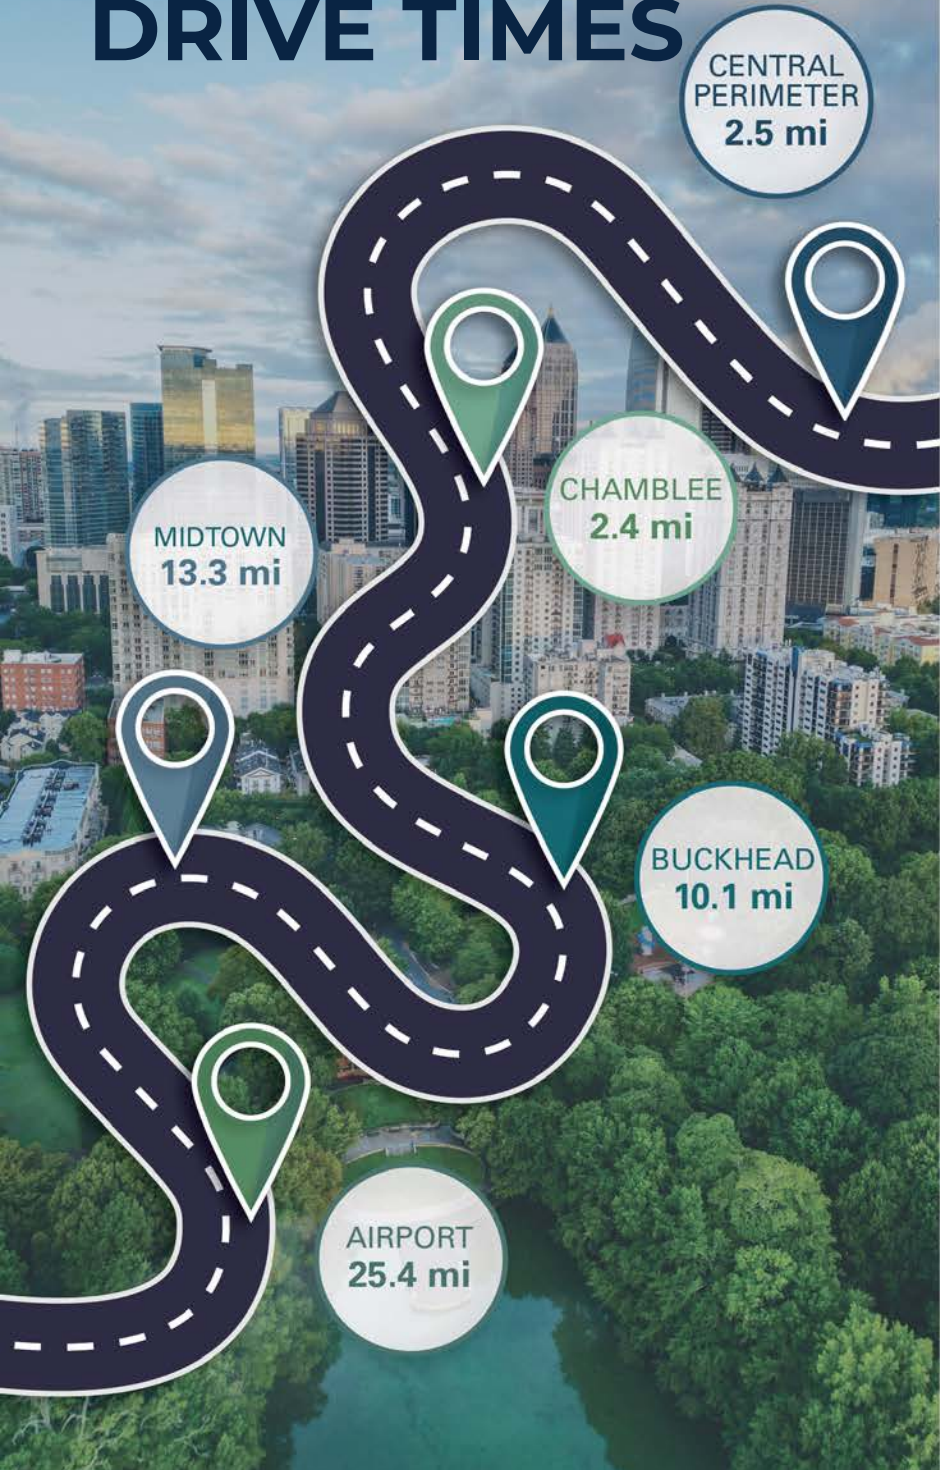 DRIVE TIMES
CENTRAL
PERIMETER
2.5 mi
CHAMBLEE
2.4 mi
MIDTOWN
13.3 mi
BUCKHEAD
10.1 mi
AIRPORT
25.4 mi